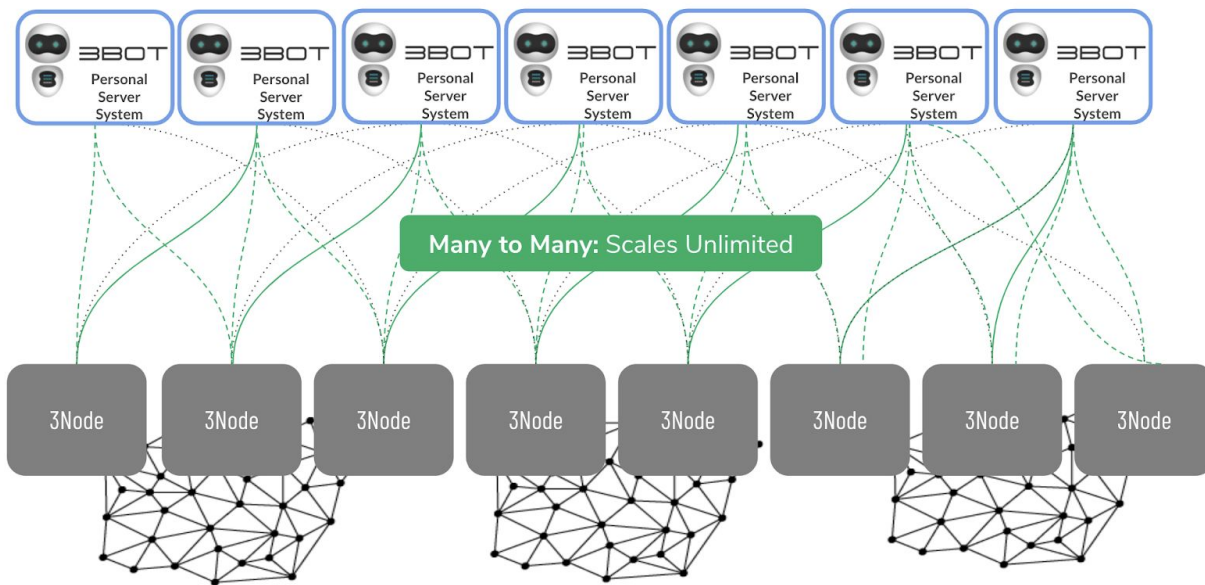 3BOT
Personal
Server
System
3BOT
Personal
Server
System
3BOT
Personal
Server
System
3BOT
Personal
Server
System
3BOT
Personal
Server
System
3BOT
Personal
Server
System
3BOT
Personal
Server
System
Many to Many: Scales Unlimited
3Node
3Node
3Node
3Node
3Node
3Node
3Node
3Node